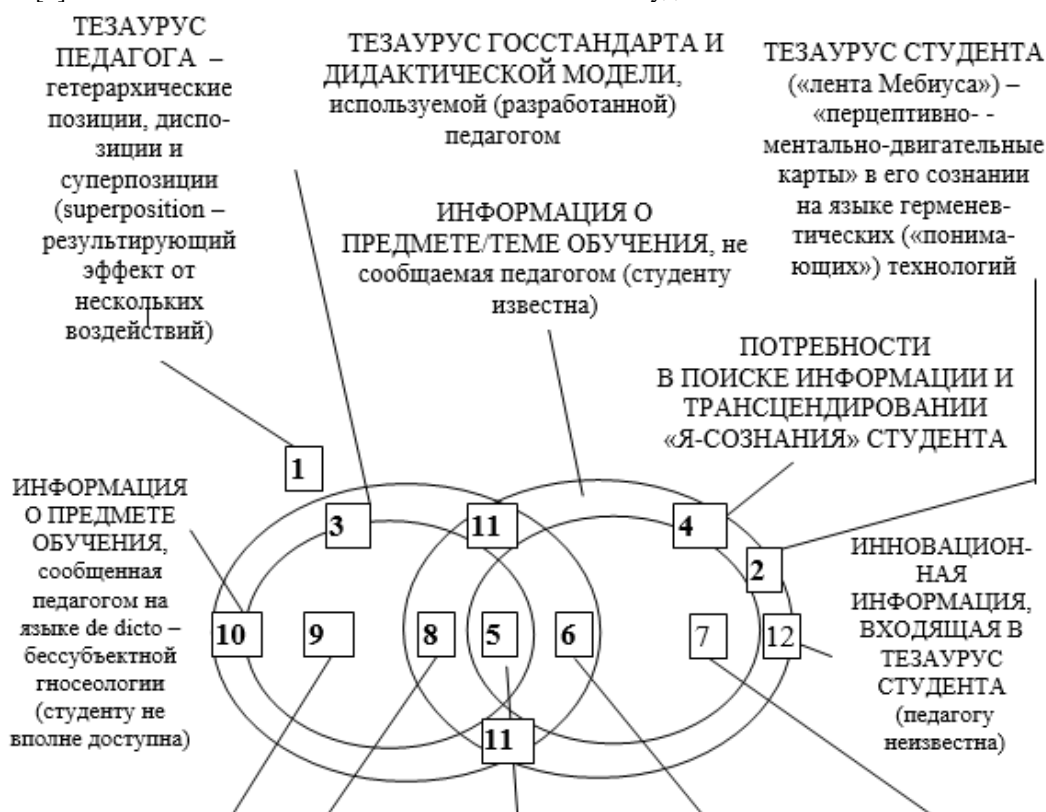 ТЕЗАУРУС
ПЕДАГОГА –
гетерархические
позиции, диспо-
зиции и
суперпозиции
(superposition –
результирующий
эффект от
нескольких
воздействий)
ТЕЗАУРУС ГОССТАНДАРТА И
ДИДАКТИЧЕСКОЙ МОДЕЛИ,
используемой (разработанной)
педагогом
ТЕЗАУРУС СТУДЕНТА
(«лента Мебиуса») –
«перцептивно- -
ментально-двигательные
карты» в его сознании
на языке герменев-
тических («понима-
ющих») технологий
ИНФОРМАЦИЯ О
ПРЕДМЕТЕ/ТЕМЕ ОБУЧЕНИЯ, не
сообщаемая педагогом (студенту
известна)
ПОТРЕБНОСТИ
В ПОИСКЕ ИНФОРМАЦИИ И
ТРАНСЦЕНДИРОВАНИИ
«Я-СОЗНАНИЯ» СТУДЕНТА
ИНФОРМАЦИЯ
О ПРЕДМЕТЕ
ОБУЧЕНИЯ,
сообщенная
педагогом на
языке de dicto –
бессубъектной
гносеологии
(студенту не
вполне доступна)
ИННОВАЦИОН-
НАЯ
ИНФОРМАЦИЯ,
ВХОДЯЩАЯ В
ТЕЗАУРУС
СТУДЕНТА
(педагогу
неизвестна)
1
3
11
4
2
10
9
8
5
6
7
12
11